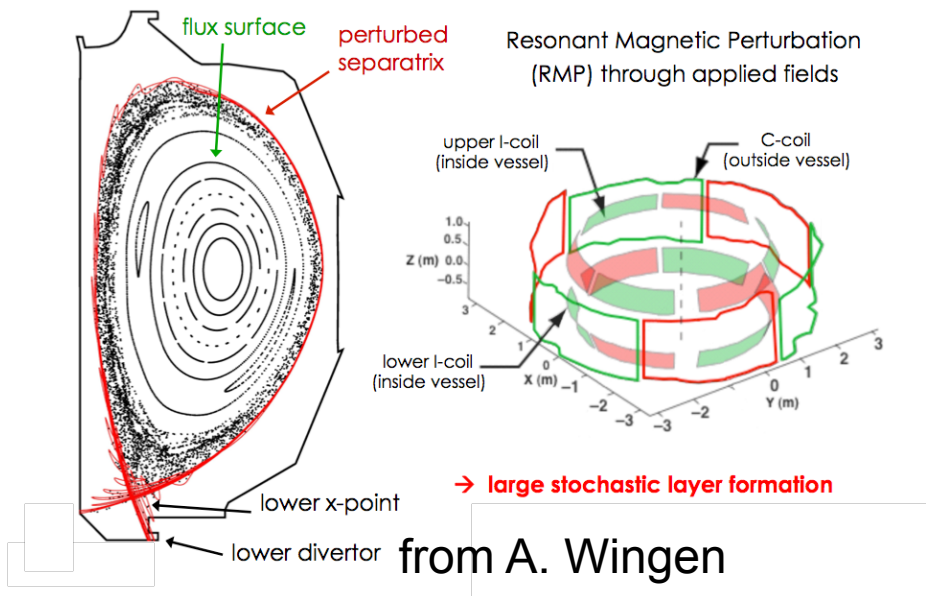 flux surface
perturbed
separatrix
Resonant Magnetic Perturbation
(RMP) through applied fields
upper I-coil
(inside vessel)
C-coil
(outside vessel)
1.0
0.5
Z (m) 0.0
−0.5
3
2
1
0
X (m) −1
−2
−3
−3
−2
0
Y (m)
1
2
3
lower I-coil
(inside vessel)
→ large stochastic layer formation
lower x-point
lower divertor
from A. Wingen